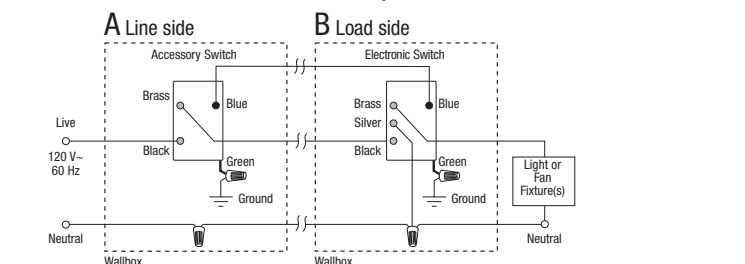 A Line side
B Load side
Accessory Switch
Electronic Switch
Brass
Blue
Brass
Blue
Silver
Live
Black
Black
120 V~
60 Hz
Green
Green
Light or
Fan
Fixture(s)
Ground
Ground
Neutral
Neutral
Wallbox
Wallbox